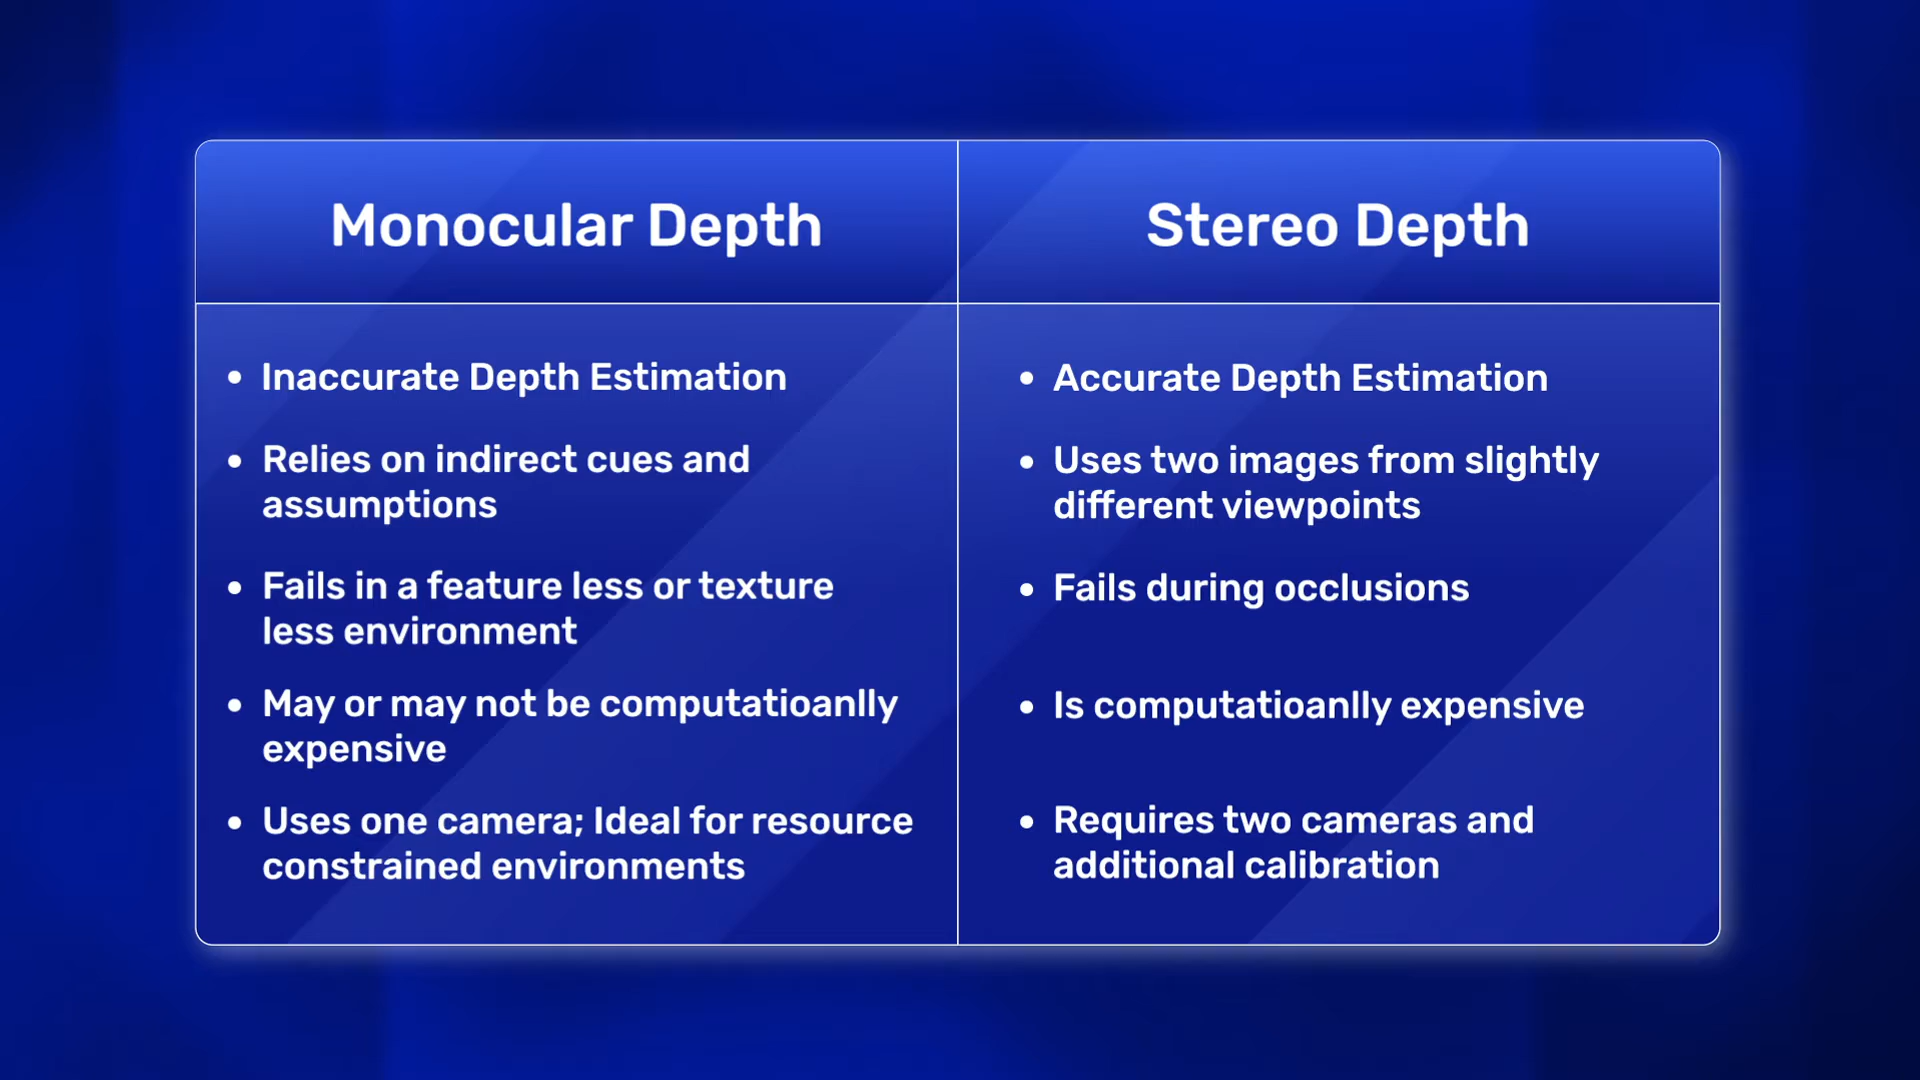 Monocular Depth
Stereo Depth
• Inaccurate Depth Estimation
• Relies on indirect cues and
assumptions
• Fails in a feature less or texture
less environment
• May or may not be computatioanlly
expensive
• Uses one camera; Ideal for resource
constrained environments
• Accurate Depth Estimation
• Uses two images from slightly
different viewpoints
• Fails during occlusions
• Is computatioanlly expensive
• Requires two cameras and
additional calibration